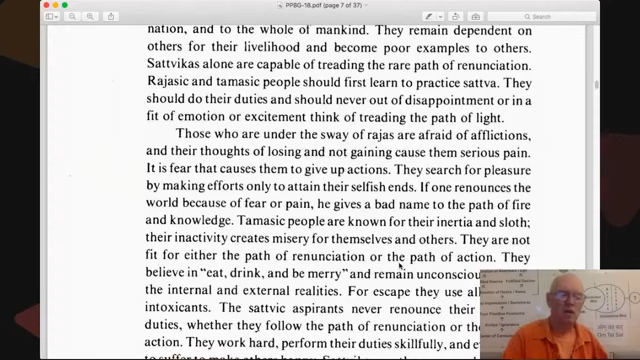 PPBG-18.pdf (page 7 of 37)
Search
nation, and to the whole of mankind. They remain dependent on
others for their livelihood and become poor examples to others.
Sattvikas alone are capable of treading the rare path of renunciation.
Rajasic and tamasic people should first learn to practice sattva. They
should do their duties and should never out of disappointment or in a
fit of emotion or excitement think of treading the path of light.
Those who are under the sway of rajas are afraid of afflictions,
and their thoughts of losing and not gaining cause them serious pain.
It is fear that causes them to give up actions. They search for pleasure
by making efforts only to attain their selfish ends. If one renounces the
world because of fear or pain, he gives a bad name to the path of fire
and knowledge. Tamasic people are known for their inertia and sloth;
their inactivity creates misery for themselves and others. They are not
fit for either the path of renunciation or the path of action. They
believe in "eat, drink, and be merry" and remain unconsciou
the internal and external realities. For escape they use al
intoxicants. The sattvic aspirants never renounce their
duties, whether they follow the path of renunciation or the
action. They work hard, perform their duties skillfully, and e
Om Tat Sat